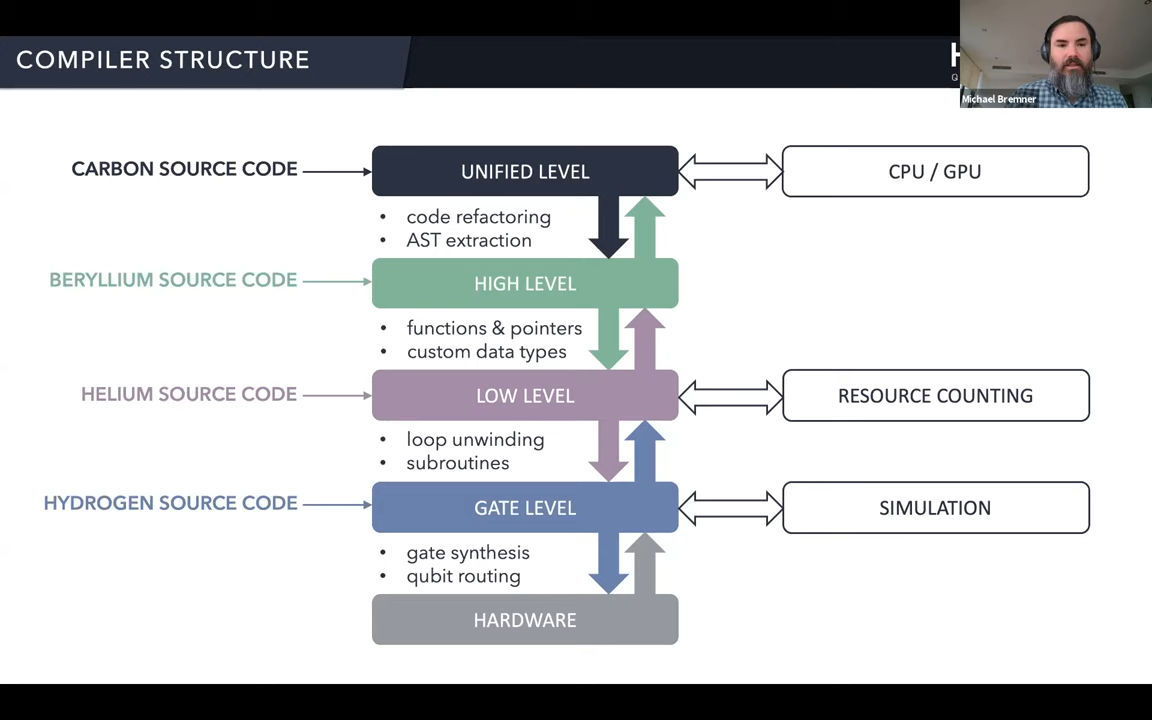 COMPILER STRUCTURE
H
Q
Michael Bremner
CARBON SOURCE CODE
UNIFIED LEVEL
CPU / GPU
• code refactoring
• AST extraction
BERYLLIUM SOURCE CODE
HIGH LEVEL
• functions & pointers
• custom data types
HELIUM SOURCE CODE
LOW LEVEL
RESOURCE COUNTING
• loop unwinding
• subroutines
HYDROGEN SOURCE CODE
GATE LEVEL
SIMULATION
• gate synthesis
• qubit routing
HARDWARE